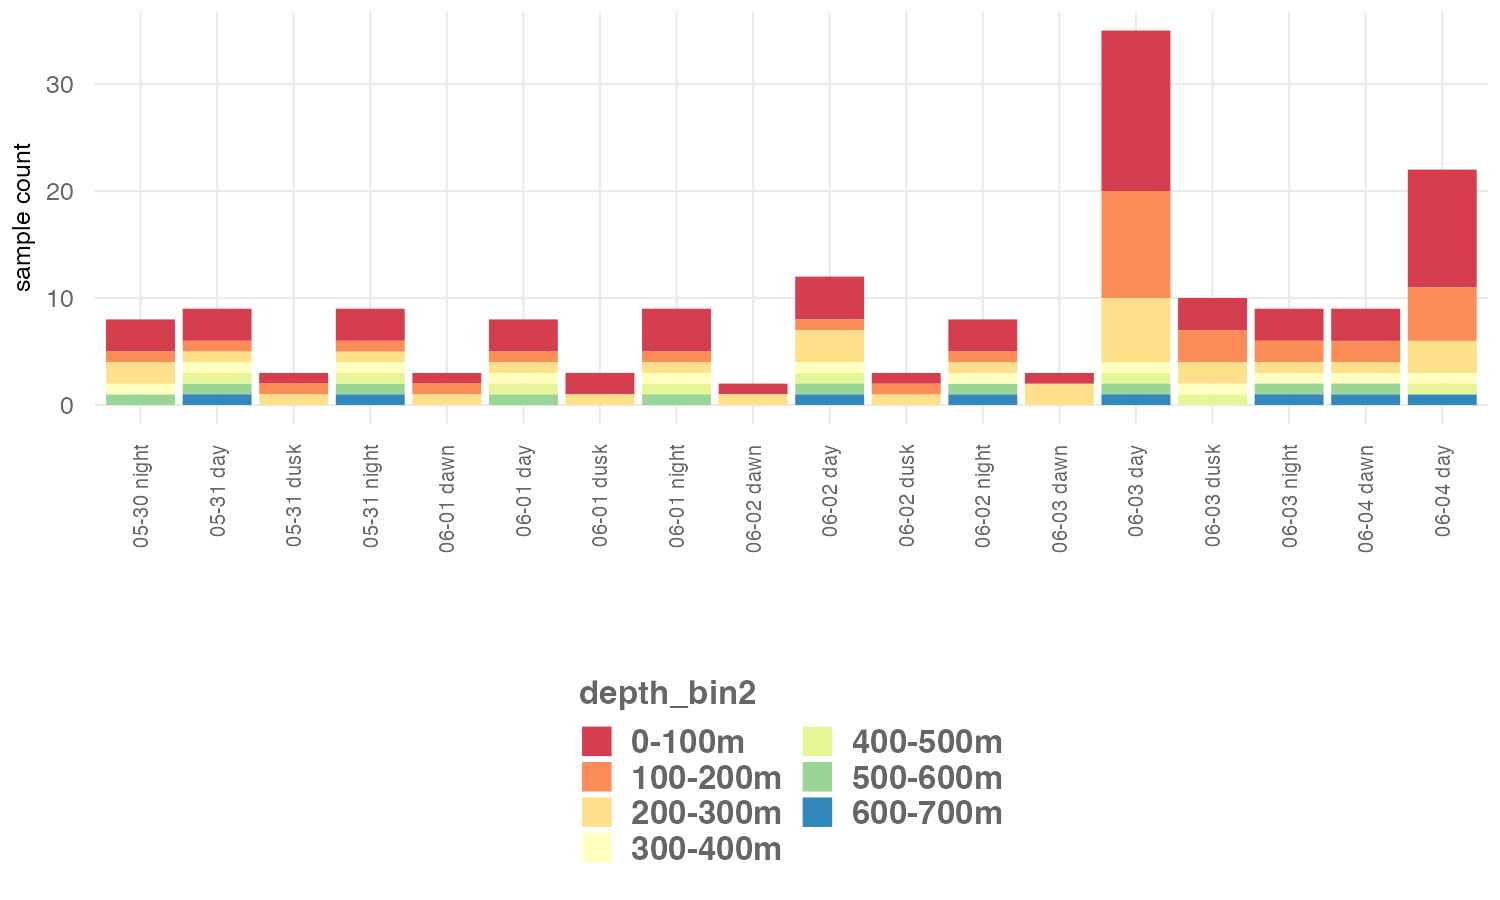 30
20
10
0
sample count
05-30 night
05-31 day
05-31 dusk
05-31 night
06-01 dawn
06-01 day
06-01 dusk
06-01 night
06-02 dawn
06-02 day
06-02 dusk
06-02 night
06-03 dawn
06-03 day
06-03 dusk
06-03 night
06-04 dawn
06-04 day
depth_bin2
0-100m
100-200m
200-300m
300-400m
400-500m
500-600m
600-700m